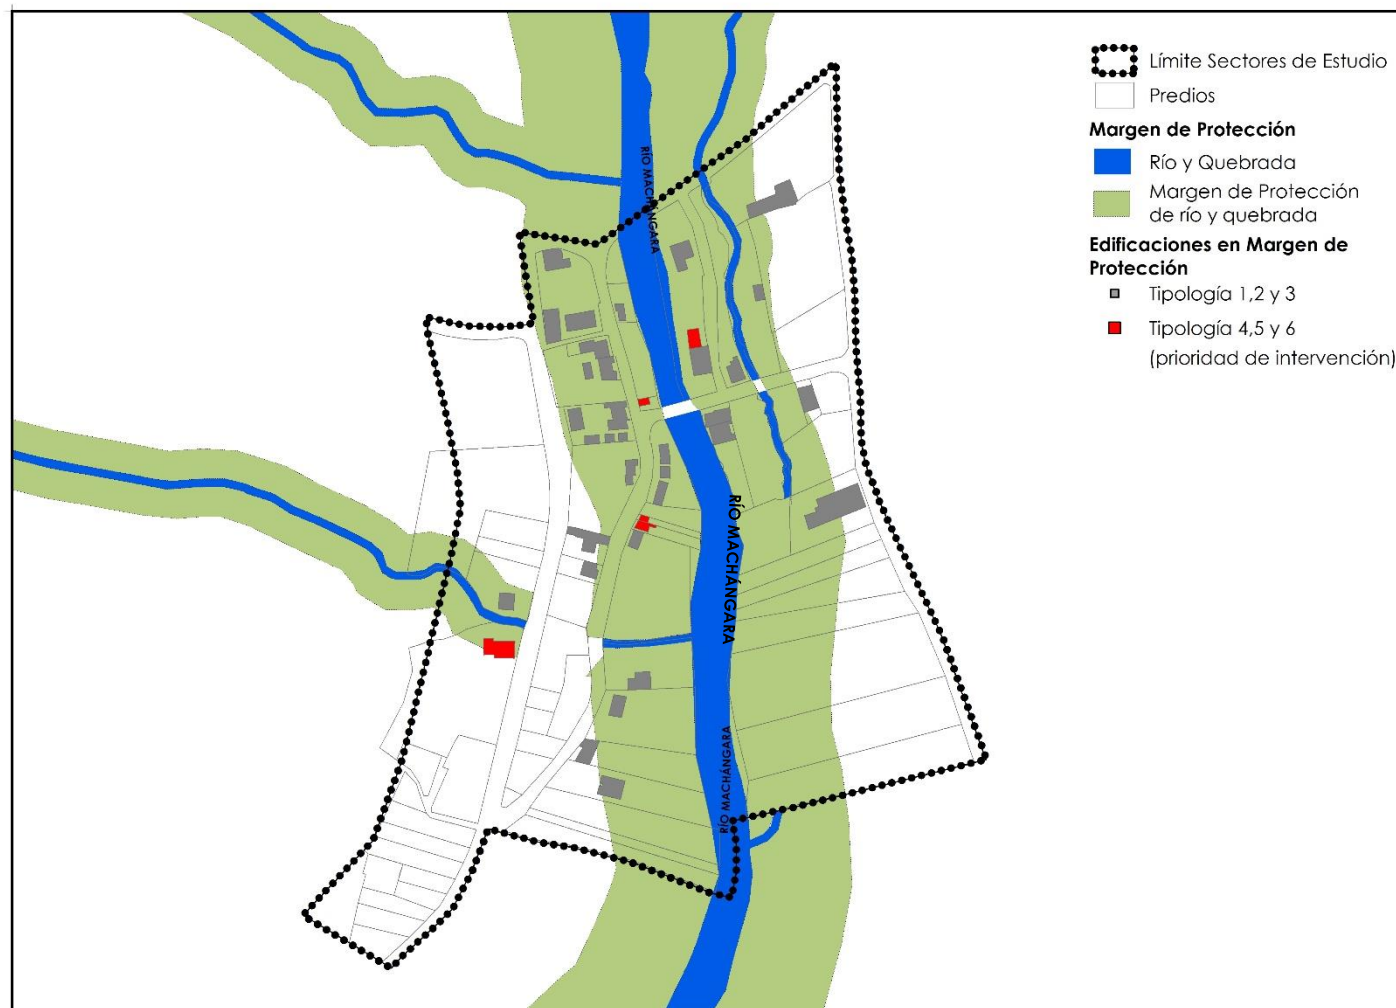 Límite Sectores de Estudio
Predios
Margen de Protección
Río y Quebrada
Margen de Protección
de río y quebrada
Edificaciones en Margen de
Protección
Tipología 1,2 y 3
Tipología 4,5 y 6
(prioridad de intervención)
RÍO MACHÁNGARA
RÍO MACHÁNGARA
RÍO MACHÁNGARA